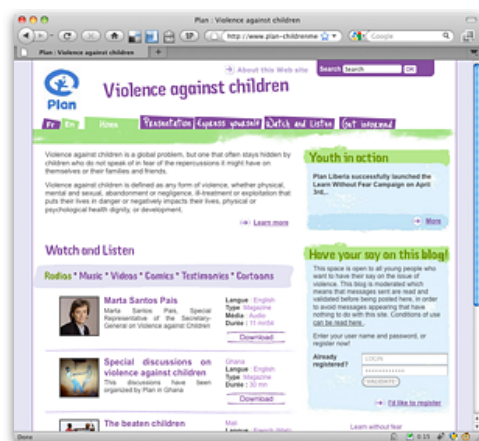 Plan : Violence against children
http://www.plan-childrenme
Google
Plan : Violence against children
About this Web site
Search
Search
OK
Plan
Violence against children
Fr
En
Home
Presentation
Express yourself
Watch and Listen
Get informed
Violence against children is a global problem, but one that often stays hidden by
children who do not speak of in fear of the repercussions it might have on
themselves or their families and friends.
Violence against children is defined as any form of violence, whether physical,
mental and sexual, abandonment or negligence, ill-treatment or exploitation that
puts their lives in danger or negatively impacts their lives, physical or
psychological health dignity, or development.
Learn more
Youth in action
Plan Liberia successfully launched the
Learn Without Fear Campaign on April
3rd...
More
Watch and Listen
Radios * Music * Videos * Comics * Testimonies * Cartoons
Marta Santos Pais
Marta Santos Pais, Special
Representative of the Secretary-
General on Violence against Children
Langue : English
Type : Magazine
Média : Audio
Durée : 11 mn5d
Download
Special discussions on
violence against children
This discussions have been
organized by Plan in Ghana
Ghana
Langue : English
Type : Magazine
Durée : 30 mn
Download
The beaten children
Mali
Have your say on this blog!
This space is open to all young people who
want to have their say on the issue of
violence. This blog is moderated which
means that messages sent are read and
validated before being posted here, in order
to avoid messages appearing that have
nothing to do with this site. Conditions of use
can be read here .
Enter your user name and password, or
register now!
Already
registered?
LOGIN
VALIDATE
I'd like to register
Learn without fear
Done
0:15